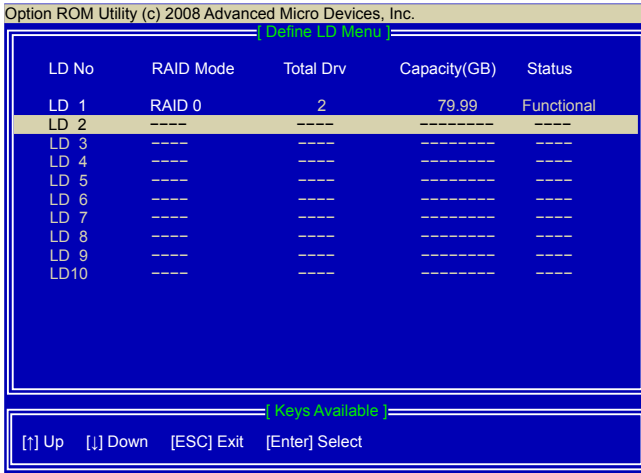 Option ROM Utility (c) 2008 Advanced Micro Devices, Inc.
[ Define LD Menu ]
LD No RAID Mode Total Drv Capacity(GB) Status
LD 1 RAID 0 2 79.99 Functional
LD 2 ---- ---- -------- ----
LD 3 ---- ---- -------- ----
LD 4 ---- ---- -------- ----
LD 5 ---- ---- -------- ----
LD 6 ---- ---- -------- ----
LD 7 ---- ---- -------- ----
LD 8 ---- ---- -------- ----
LD 9 ---- ---- -------- ----
LD10 ---- ---- -------- ----
[ Keys Available ]
[↑] Up [↓] Down [ESC] Exit [Enter] Select